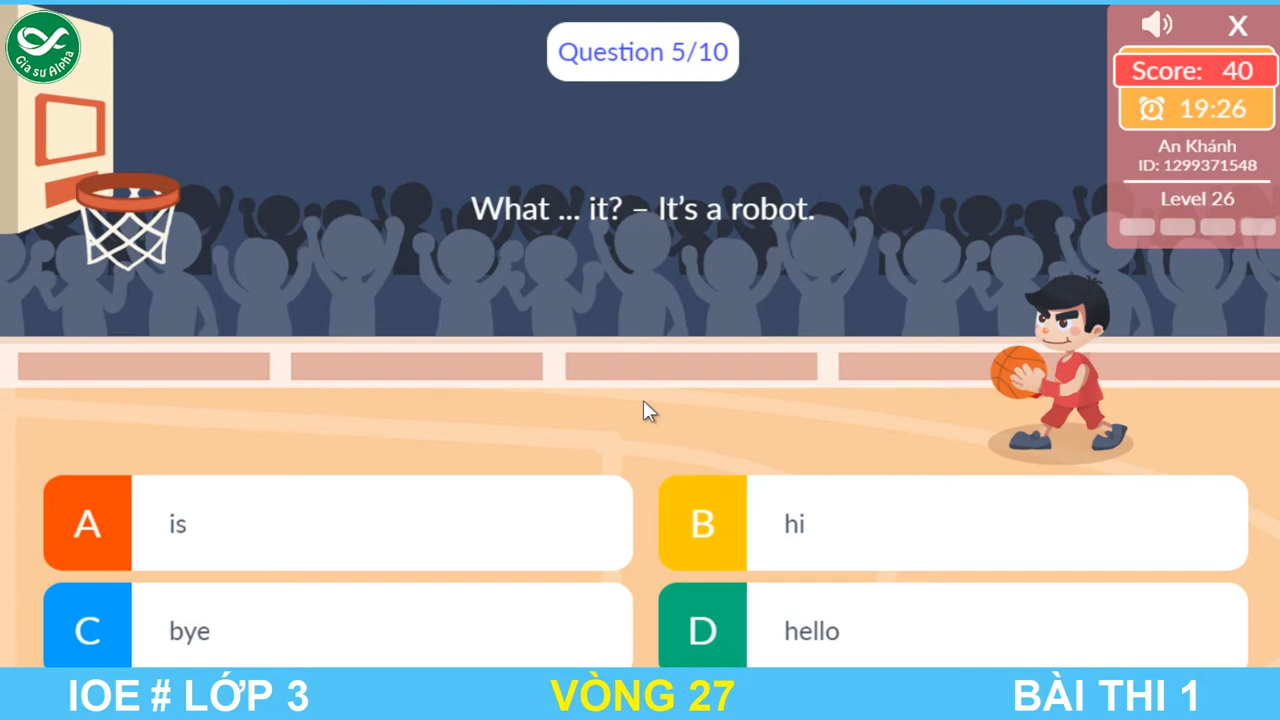 Gia sư Alpha
Question 5/10
X
Score: 40
19:26
An Khánh
ID: 1299371548
Level 26
What ... it? – It's a robot.
A is
B hi
C bye
D hello
IOE # LỚP 3 VÒNG 27 BÀI THI 1